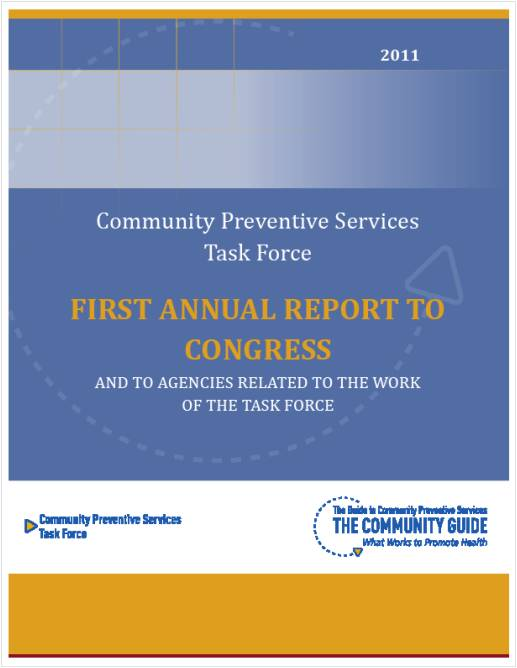 2011
Community Preventive Services
Task Force
FIRST ANNUAL REPORT TO
CONGRESS
AND TO AGENCIES RELATED TO THE WORK
OF THE TASK FORCE
Community Preventive Services
Task Force
The Guide to Community Preventive Services
THE COMMUNITY GUIDE
What Works to Promote Health